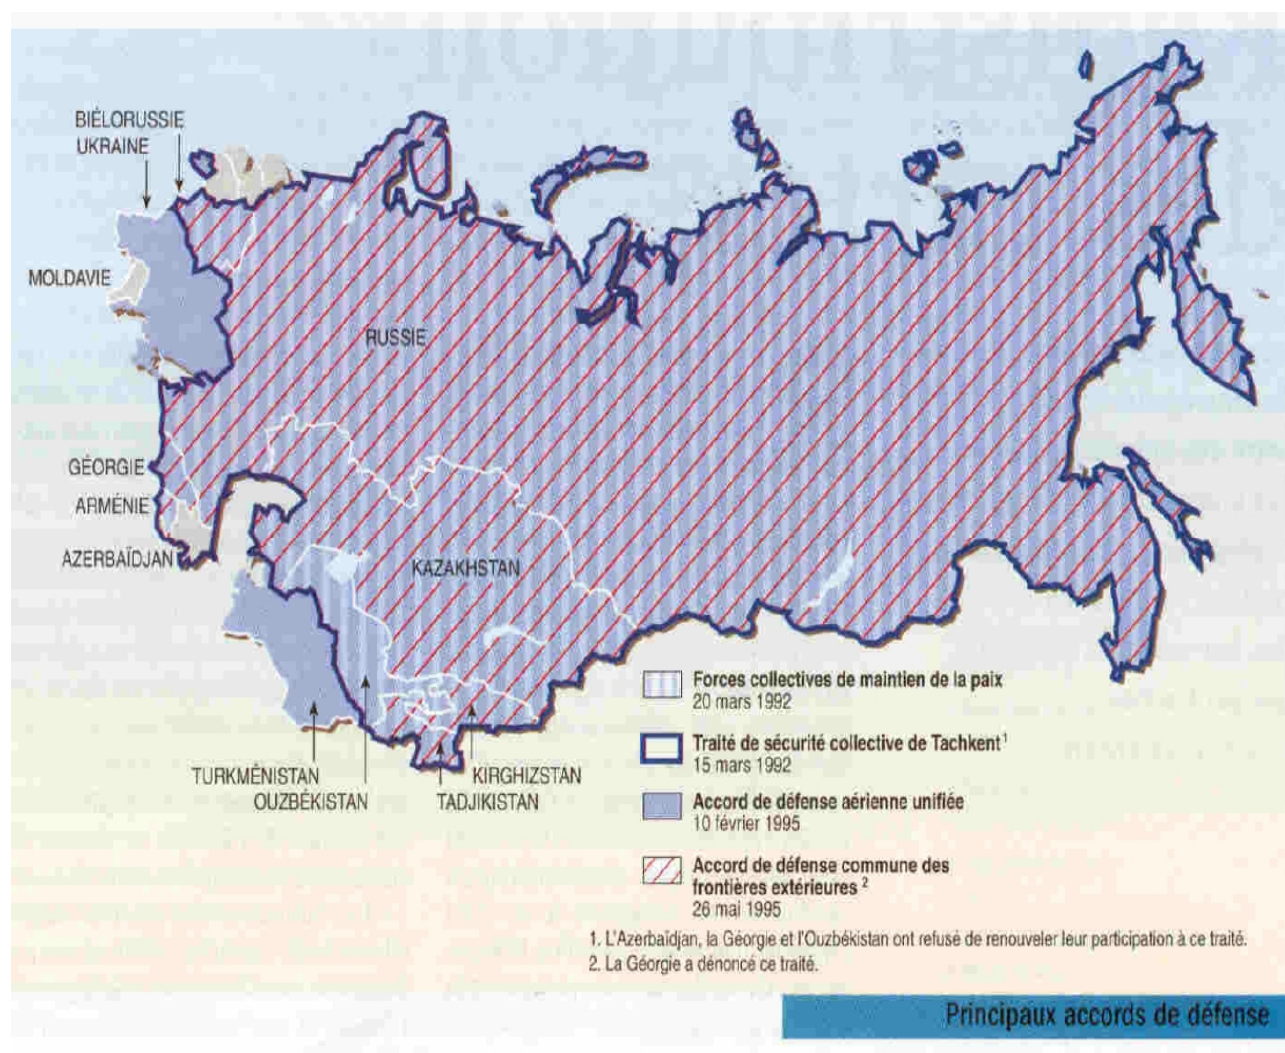 BIÉLORUSSIE
UKRAINE
MOLDAVIE
RUSSIE
GÉORGIE
ARMÉNIE
AZERBAÏDJAN
KAZAKHSTAN
TURKMÉNISTAN
OUZBÉKISTAN
KIRGHIZSTAN
TADJIKISTAN
Forces collectives de maintien de la paix
20 mars 1992
Traité de sécurité collective de Tachkent¹
15 mars 1992
Accord de défense aérienne unifiée
10 février 1995
Accord de défense commune des
frontières extérieures ²
26 mai 1995
1. L'Azerbaïdjan, la Géorgie et l'Ouzbékistan ont refusé de renouveler leur participation à ce traité.
2. La Géorgie a dénoncé ce traité.
Principaux accords de défense